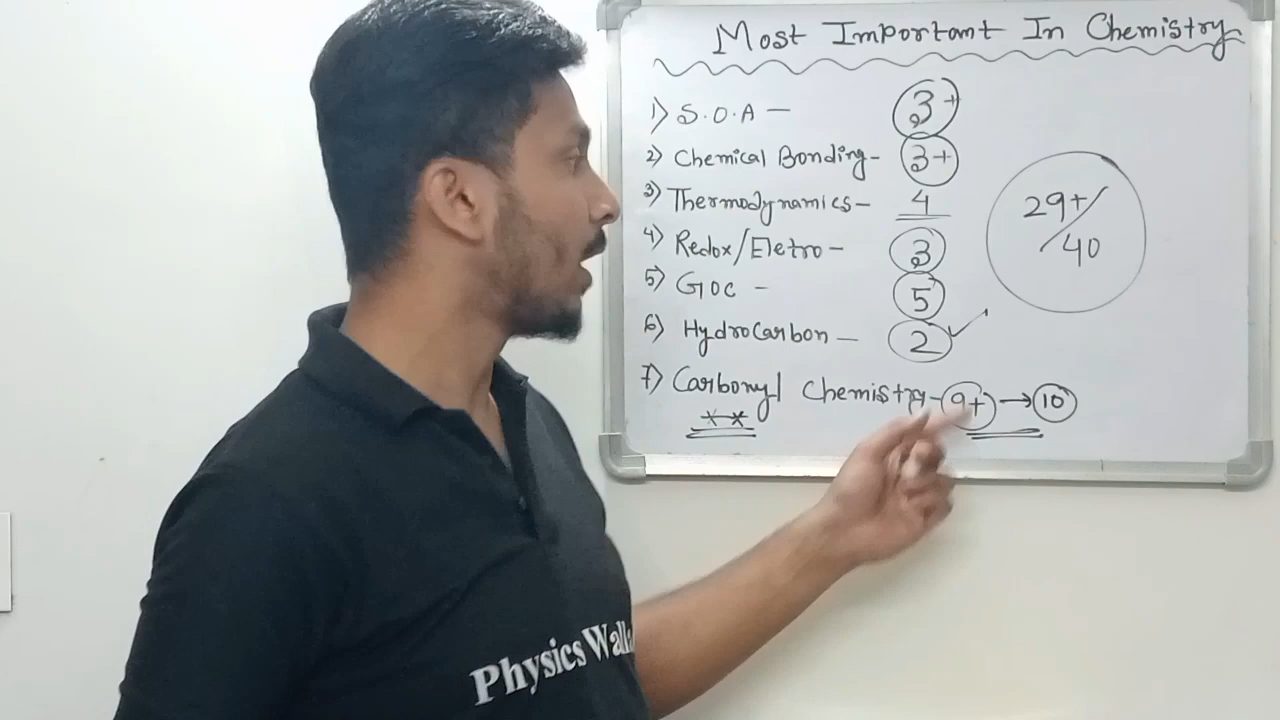 Most Important In Chemistry
1) S.O.A - 3+
2) Chemical Bonding - 3+
3) Thermodynamics - 4
4) Redox/Eletro - 3
5) GOC - 5
6) HydroCarbon - 2 ✓
7) Carbonyl Chemistry - 9+ → 10
**
29+/40
Physics Walla